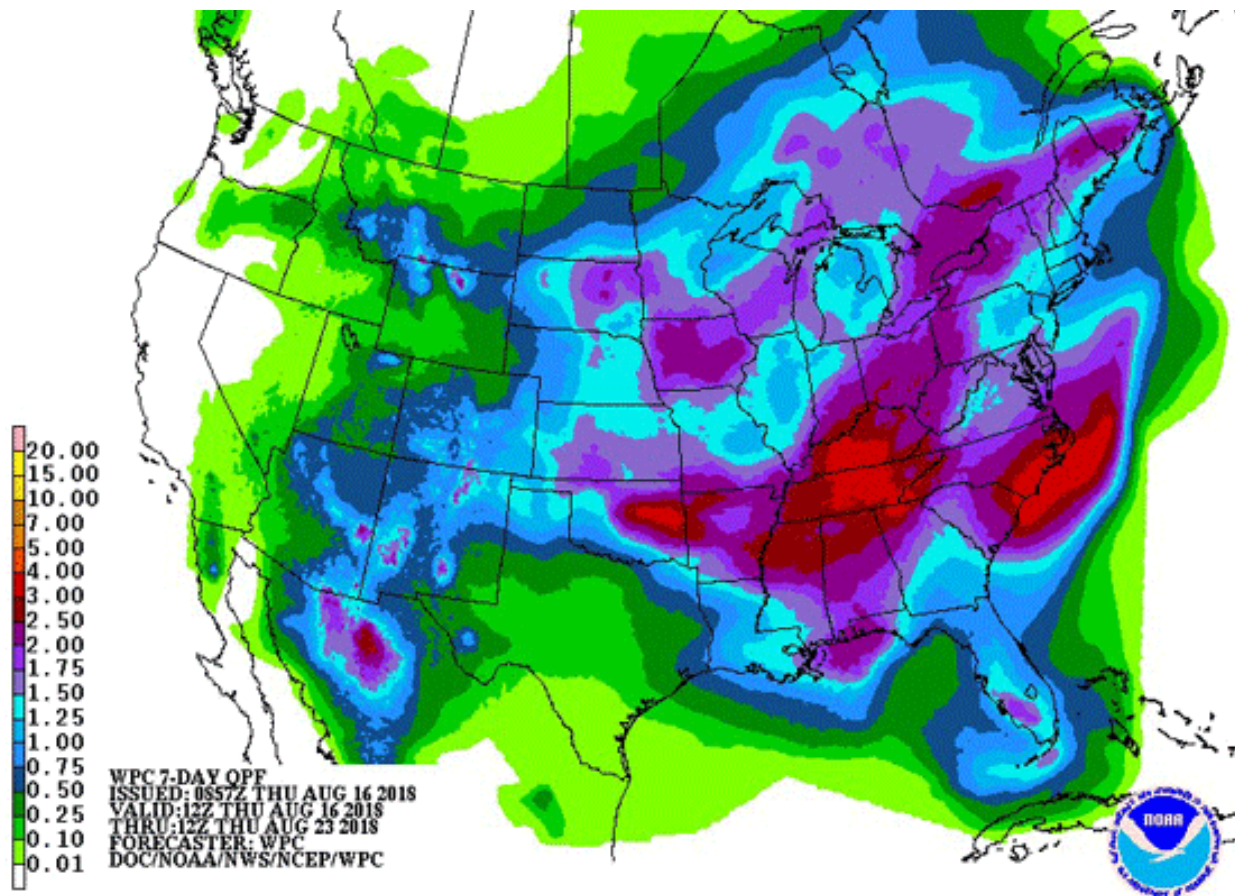 20.00
15.00
10.00
7.00
5.00
4.00
3.00
2.50
2.00
1.75
1.50
1.25
1.00
0.75
0.50
0.25
0.10
0.01
WPC 7-DAY QPF
ISSUED: 0857Z THU AUG 16 2018
VALID:12Z THU AUG 16 2018
THRU:12Z THU AUG 23 2018
FORECASTER: WPC
DOC/NOAA/NWS/NCEP/WPC
NOAA